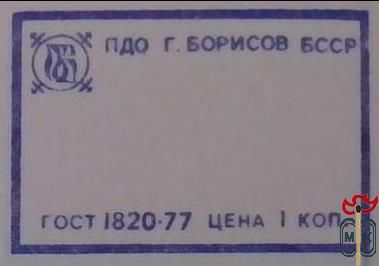 ПДО Г. БОРИСОВ БССР
ГОСТ 1820-77 ЦЕНА 1 КОП.